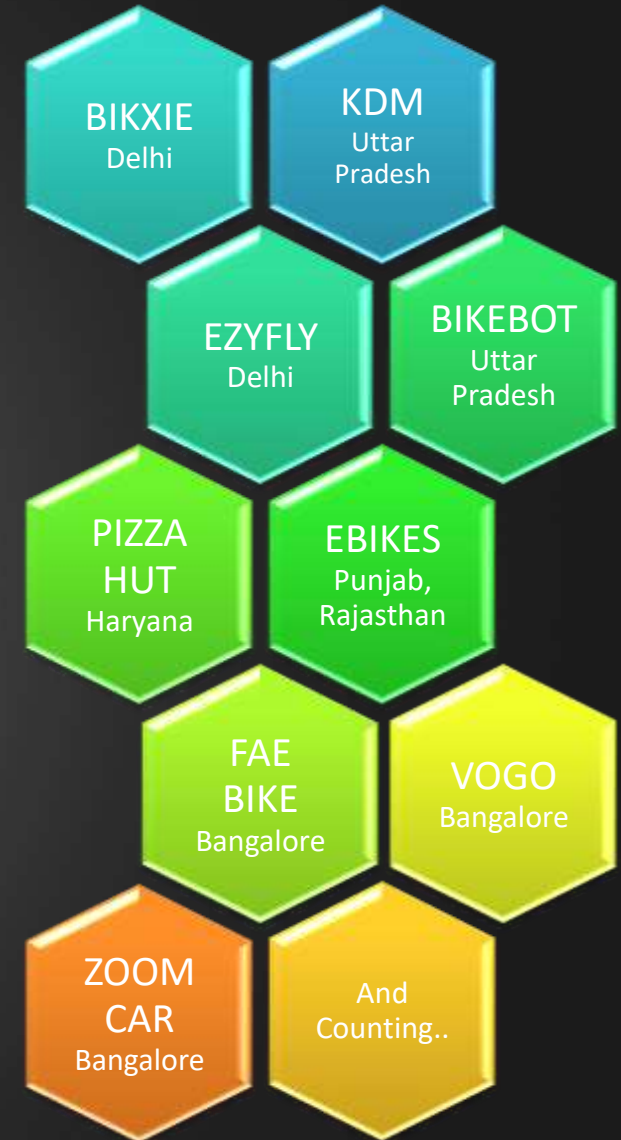 BIKXIE
Delhi
KDM
Uttar
Pradesh
EZYFLY
Delhi
BIKEBOT
Uttar
Pradesh
PIZZA
HUT
Haryana
EBIKES
Punjab,
Rajasthan
FAE
BIKE
Bangalore
VOGO
Bangalore
ZOOM
CAR
Bangalore
And
Counting..